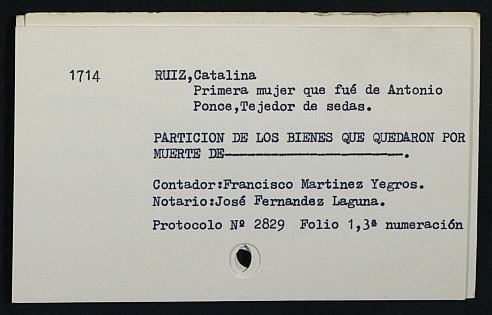 1714 RUIZ,Catalina
Primera mujer que fué de Antonio
Ponce,Tejedor de sedas.
PARTICION DE LOS BIENES QUE QUEDARON POR
MUERTE DE--------------------.
Contador:Francisco Martinez Yegros.
Notario:José Fernandez Laguna.
Protocolo Nº 2829 Folio 1,3ª numeración